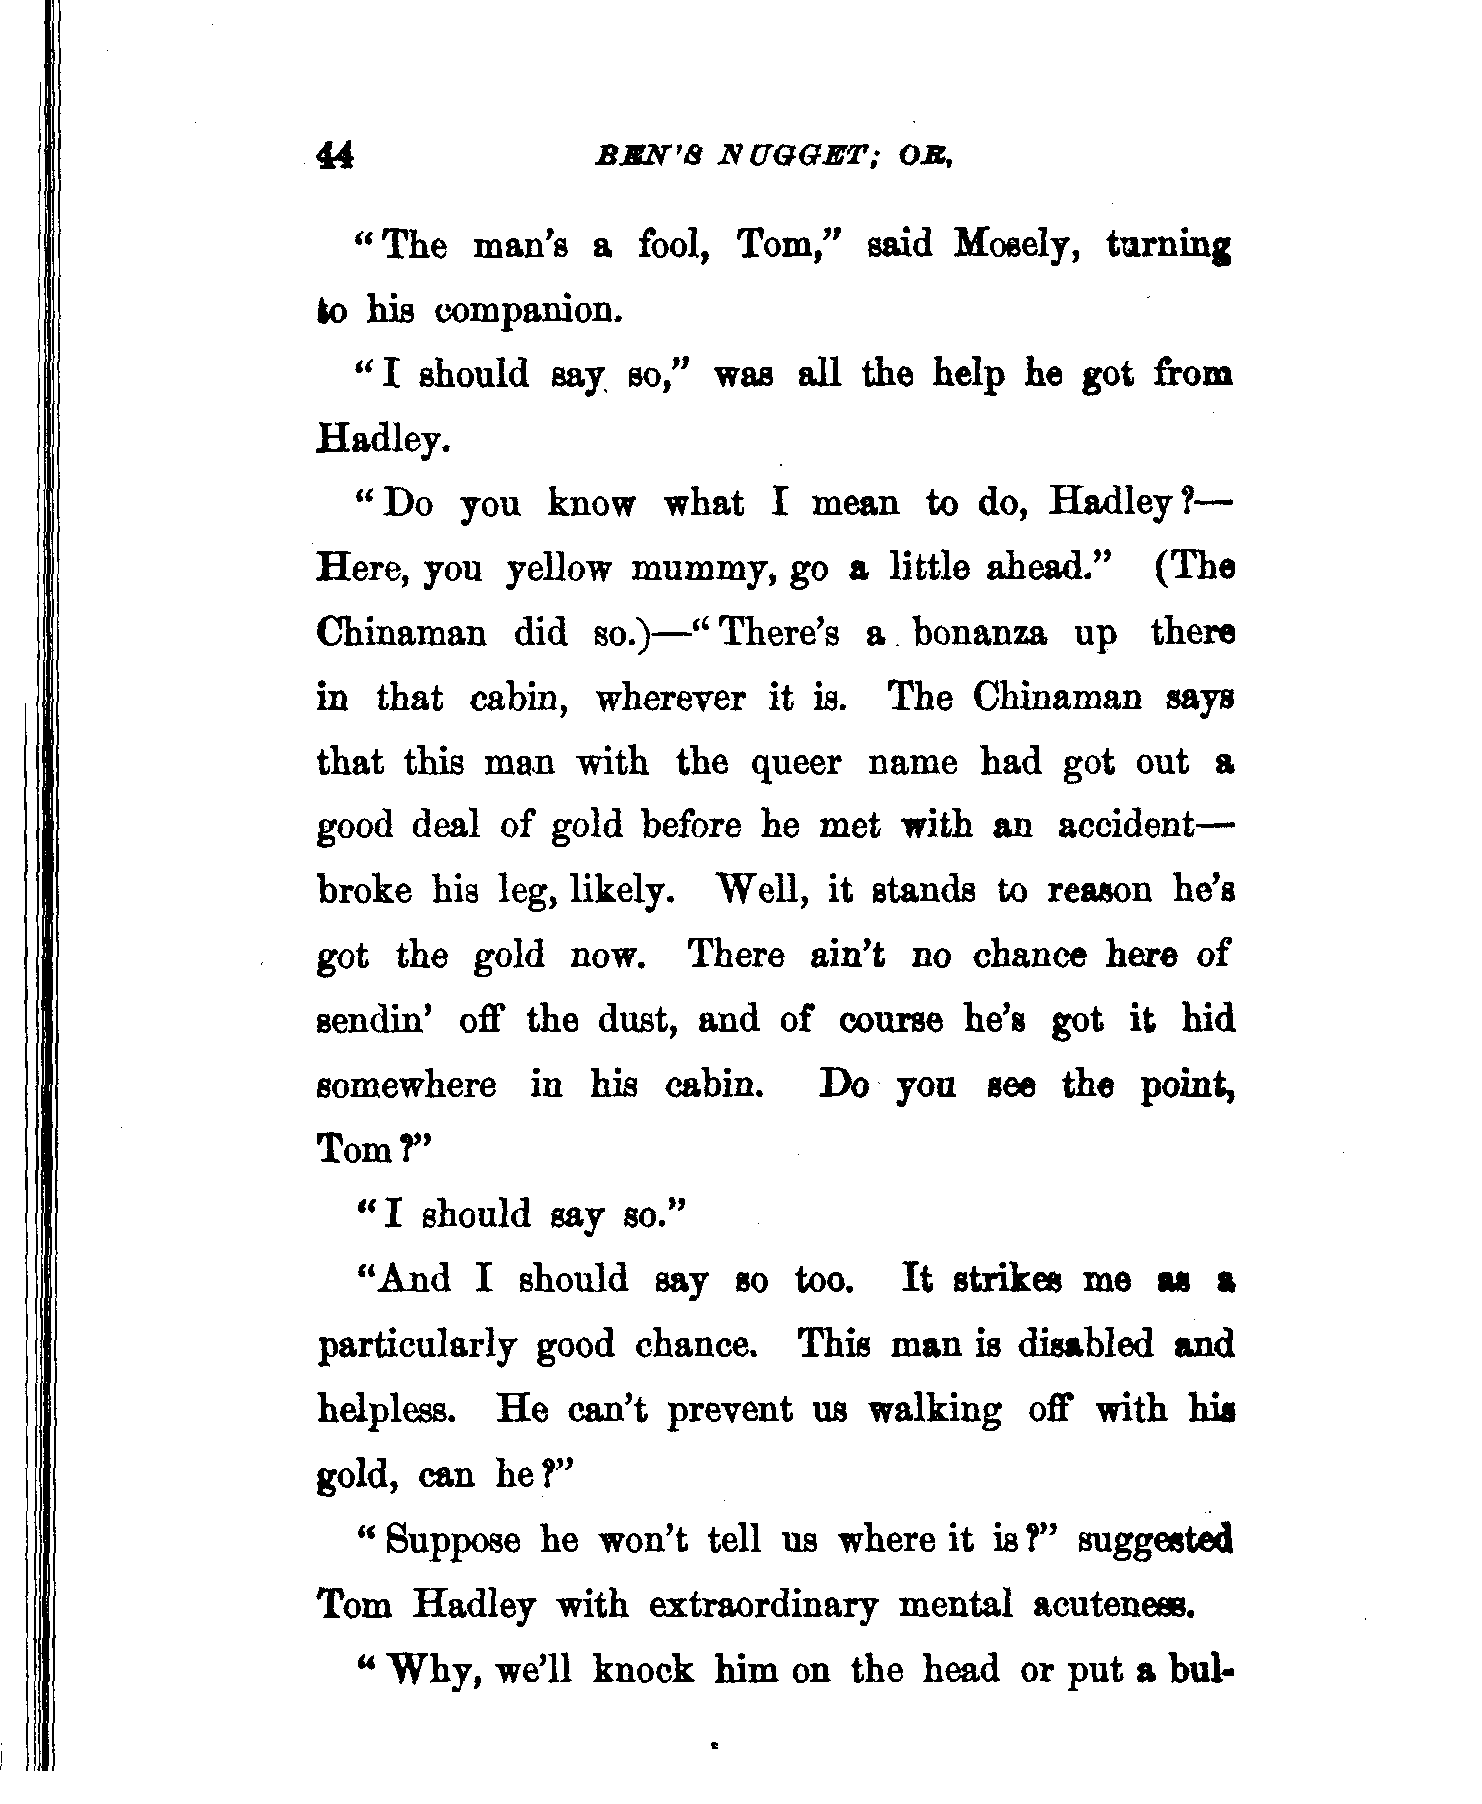 44 BEN'S NUGGET; OR,
"The man's a fool, Tom," said Mosely, turning
to his companion.
"I should say so," was all the help he got from
Hadley.
"Do you know what I mean to do, Hadley?—
Here, you yellow mummy, go a little ahead." (The
Chinaman did so.)—"There's a bonanza up there
in that cabin, wherever it is. The Chinaman says
that this man with the queer name had got out a
good deal of gold before he met with an accident—
broke his leg, likely. Well, it stands to reason he's
got the gold now. There ain't no chance here of
sendin' off the dust, and of course he's got it hid
somewhere in his cabin. Do you see the point,
Tom?"
"I should say so."
"And I should say so too. It strikes me as a
particularly good chance. This man is disabled and
helpless. He can't prevent us walking off with his
gold, can he?"
"Suppose he won't tell us where it is?" suggested
Tom Hadley with extraordinary mental acuteness.
"Why, we'll knock him on the head or put a bul-